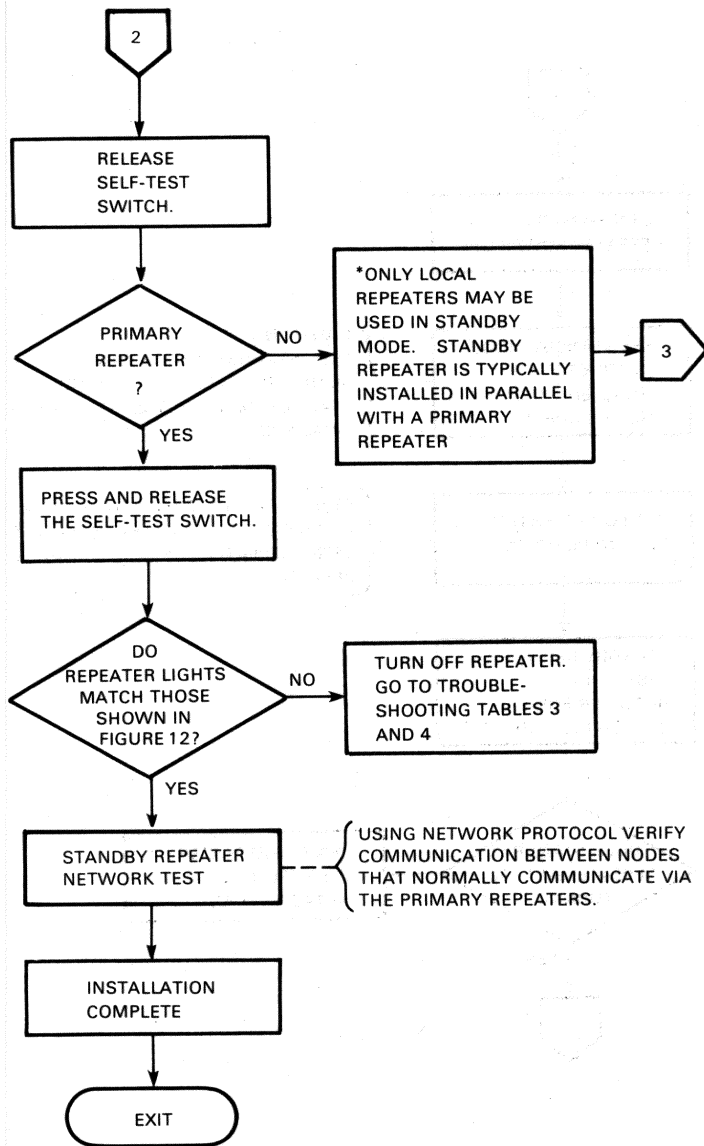 2
RELEASE
SELF-TEST
SWITCH.
PRIMARY
REPEATER
?
NO
*ONLY LOCAL
REPEATERS MAY BE
USED IN STANDBY
MODE. STANDBY
REPEATER IS TYPICALLY
INSTALLED IN PARALLEL
WITH A PRIMARY
REPEATER
3
YES
PRESS AND RELEASE
THE SELF-TEST SWITCH.
DO
REPEATER LIGHTS
MATCH THOSE
SHOWN IN
FIGURE 12?
NO
TURN OFF REPEATER.
GO TO TROUBLE-
SHOOTING TABLES 3
AND 4
YES
STANDBY REPEATER
NETWORK TEST
USING NETWORK PROTOCOL VERIFY
COMMUNICATION BETWEEN NODES
THAT NORMALLY COMMUNICATE VIA
THE PRIMARY REPEATERS.
INSTALLATION
COMPLETE
EXIT